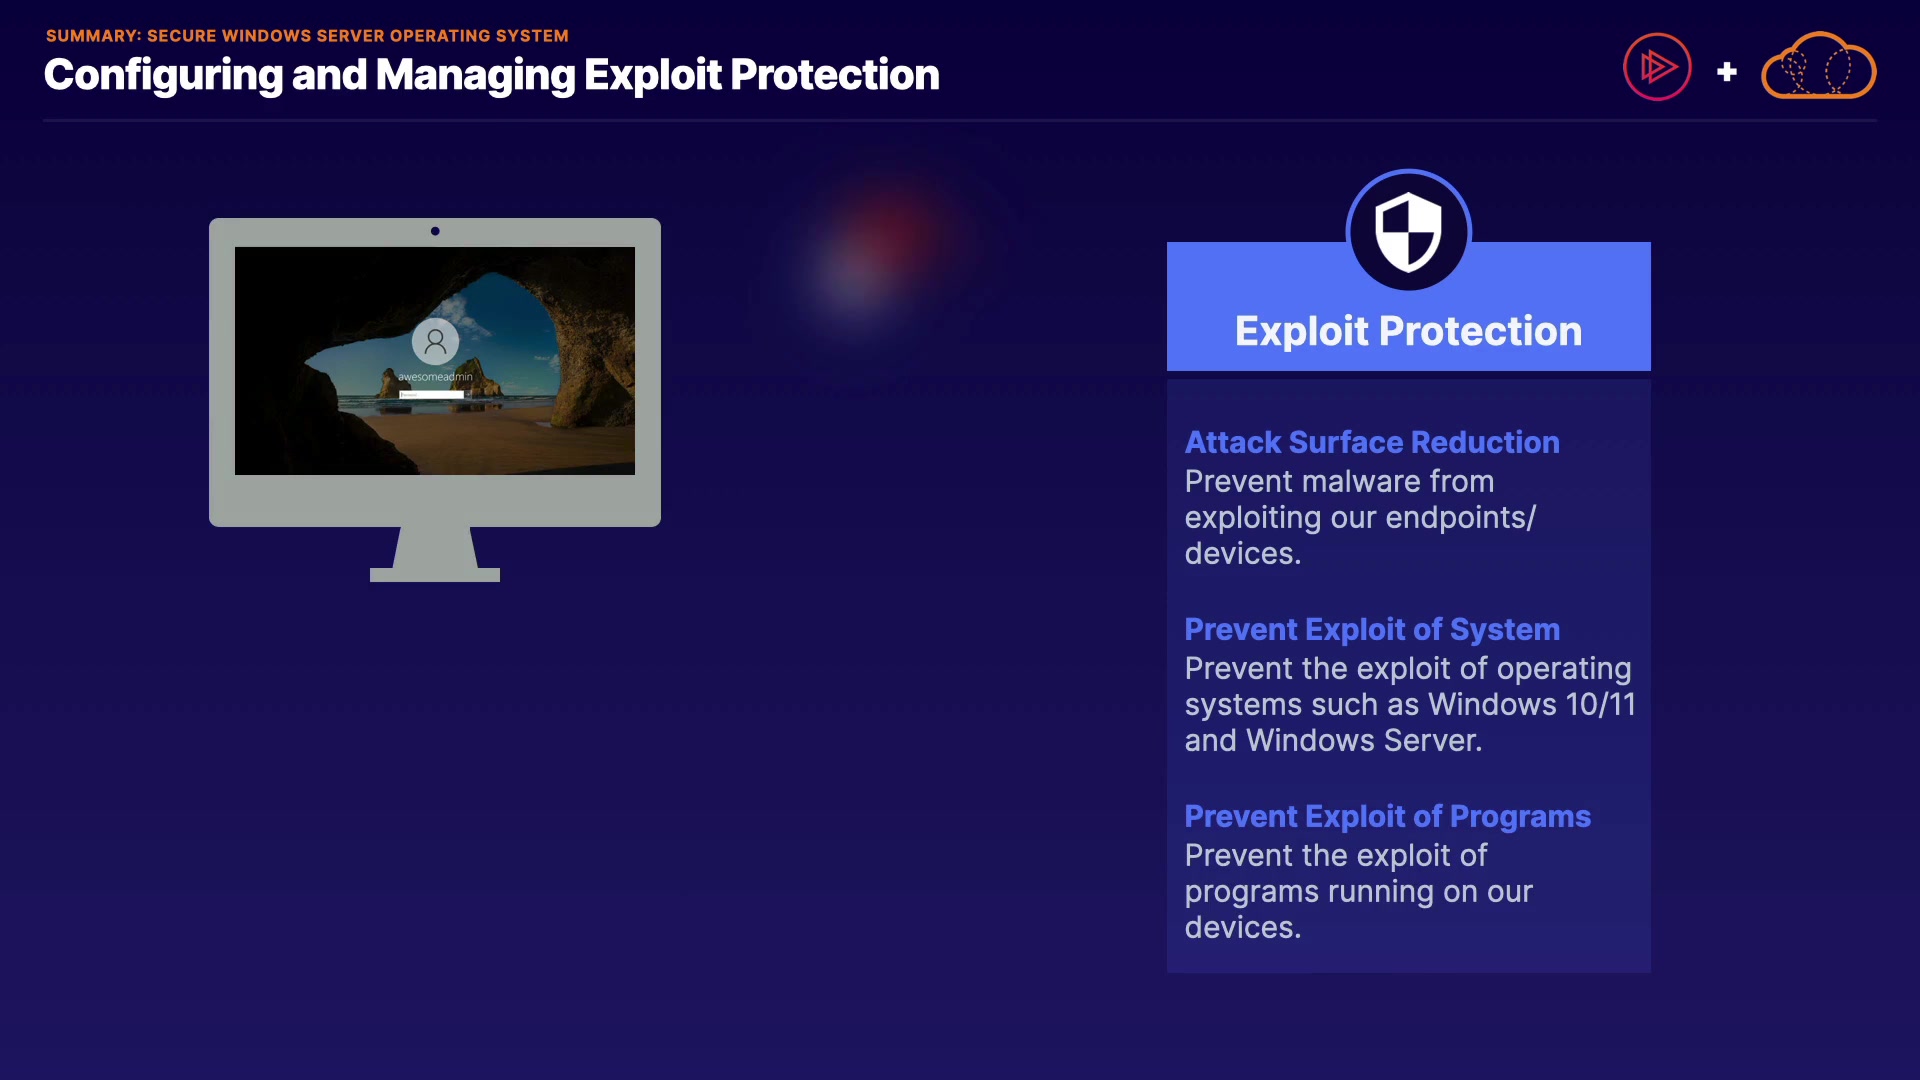 SUMMARY: SECURE WINDOWS SERVER OPERATING SYSTEM
Configuring and Managing Exploit Protection
awesomeadmin
Exploit Protection
Attack Surface Reduction
Prevent malware from
exploiting our endpoints/
devices.
Prevent Exploit of System
Prevent the exploit of operating
systems such as Windows 10/11
and Windows Server.
Prevent Exploit of Programs
Prevent the exploit of
programs running on our
devices.